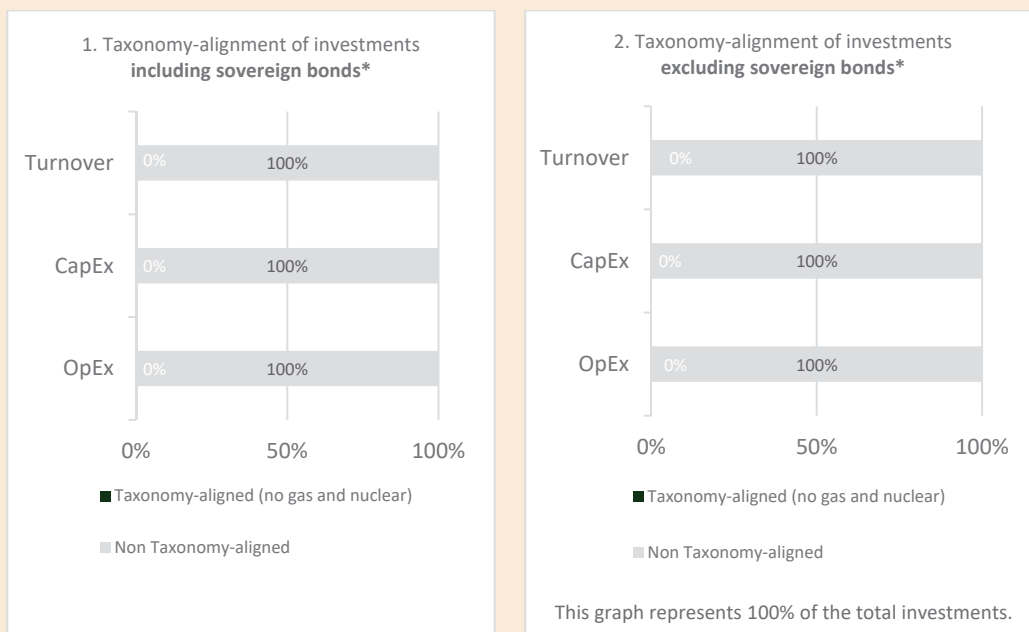 1. Taxonomy-alignment of investments
including sovereign bonds*
Turnover
0%
100%
CapEx
0%
100%
OpEx
0%
100%
0%
50%
100%
Taxonomy-aligned (no gas and nuclear)
Non Taxonomy-aligned
2. Taxonomy-alignment of investments
excluding sovereign bonds*
Turnover
0%
100%
CapEx
0%
100%
OpEx
0%
100%
0%
50%
100%
Taxonomy-aligned (no gas and nuclear)
Non Taxonomy-aligned
This graph represents 100% of the total investments.